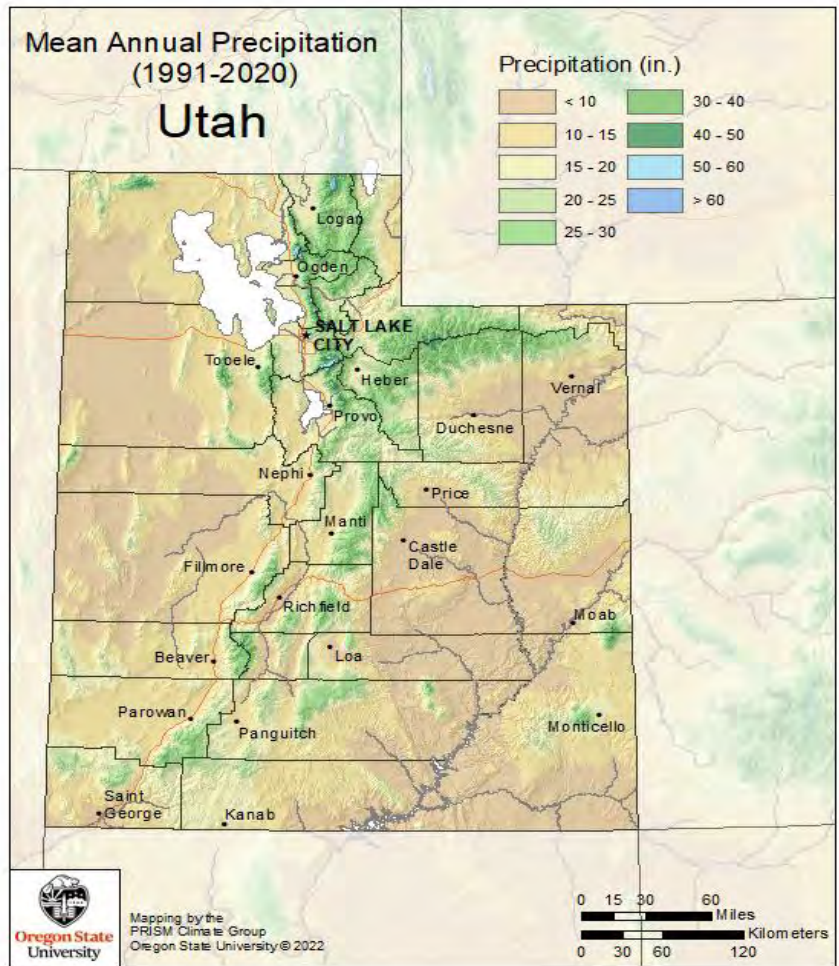 Mean Annual Precipitation
(1991-2020)
Utah
Precipitation (in.)
< 10
10 - 15
15 - 20
20 - 25
25 - 30
30 - 40
40 - 50
50 - 60
> 60
Logan
Ogden
SALT LAKE
CITY
Tooele
Heber
Vernal
Provo
Duchesne
Nephi
Price
Manti
Castle
Dale
Fillmore
Richfield
Moab
Beaver
Loa
Parowan
Panguitch
Monticello
Saint
George
Kanab
Oregon State
University
Mapping by the
PRISM Climate Group
Oregon State University © 2022
0 15 30 60
Miles
Kilometers
0 30 60 120